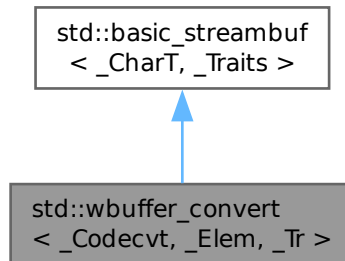 std::basic_streambuf
< _CharT, _Traits >
std::wbuffer_convert
< _Codecvt, _Elem, _Tr >